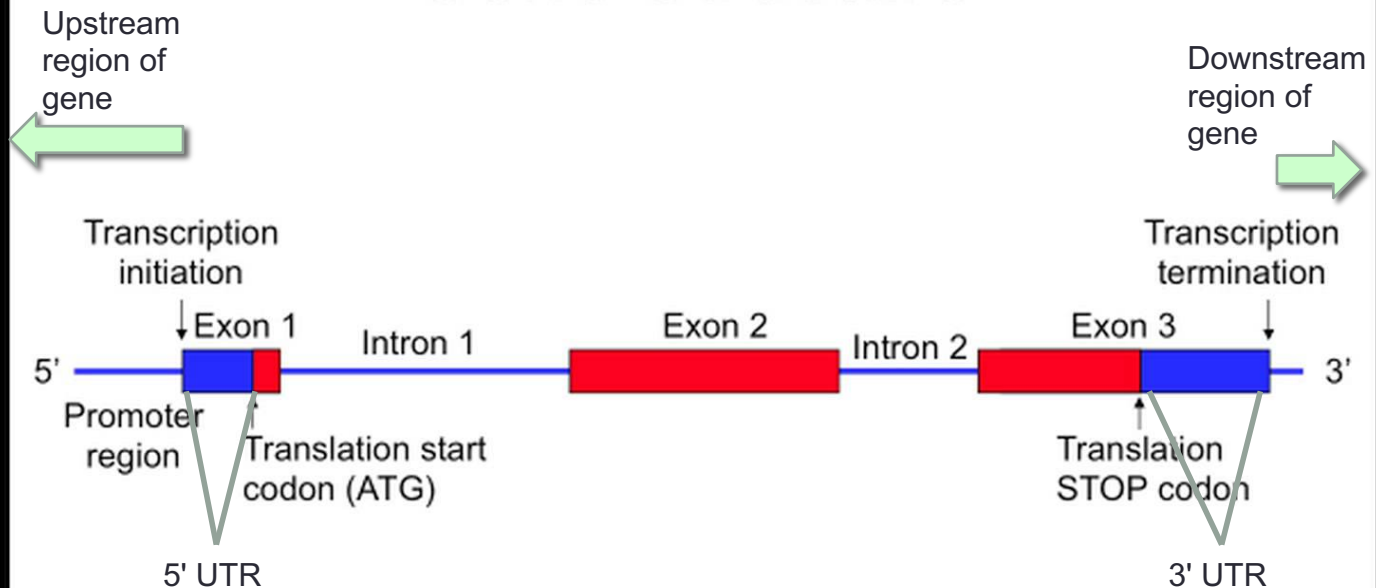 Upstream
region of
gene
Downstream
region of
gene
Transcription
initiation
Transcription
termination
Exon 1
Intron 1
Exon 2
Intron 2
Exon 3
5’
3’
Promoter
region
Translation start
codon (ATG)
Translation
STOP codon
5' UTR
3' UTR